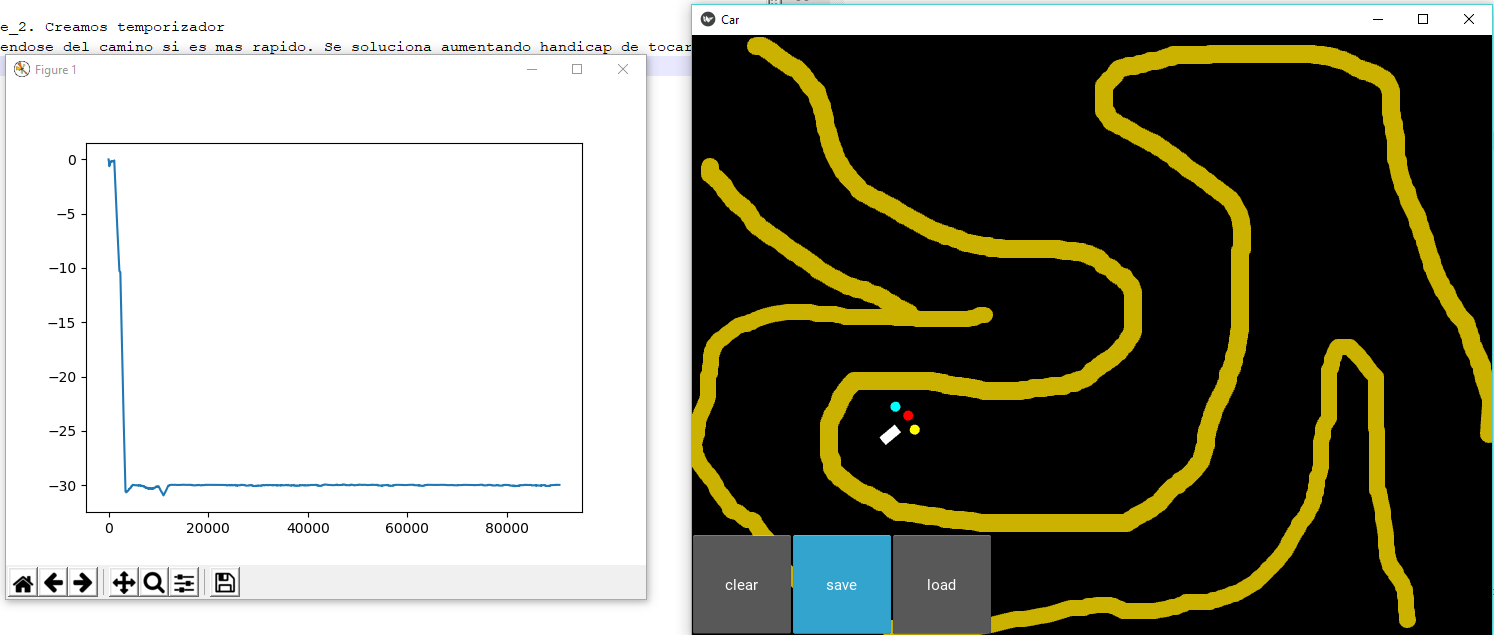 e_2. Creamos temporizador
endose del camino si es mas rapido. Se soluciona aumentando handicap de tocar
Figure 1
0
−5
−10
−15
−20
−25
−30
0
20000
40000
60000
80000
Car
clear
save
load